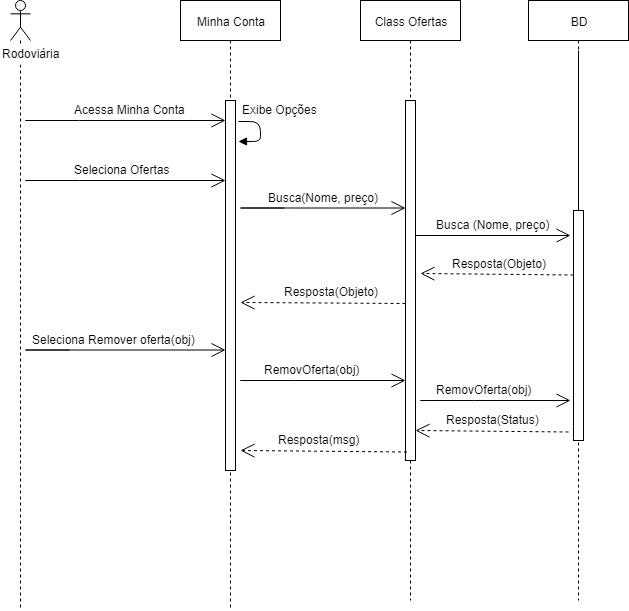 Minha Conta
Class Ofertas
BD
Rodoviária
Acessa Minha Conta
Exibe Opções
Seleciona Ofertas
Busca(Nome, preço)
Busca (Nome, preço)
Resposta(Objeto)
Resposta(Objeto)
Seleciona Remover oferta(obj)
RemovOferta(obj)
RemovOferta(obj)
Resposta(Status)
Resposta(msg)